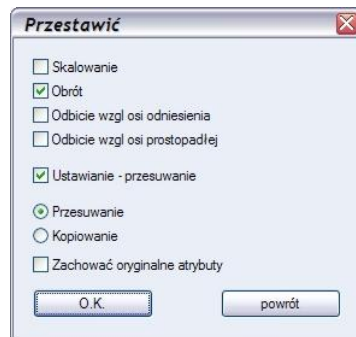 Przestawić
Skalowanie
Obrót
Odbicie wzgl osi odniesienia
Odbicie wzgl osi prostopadłej
Ustawianie - przesuwanie
Przesuwanie
Kopiowanie
Zachować oryginalne atrybuty
O.K.
powrót